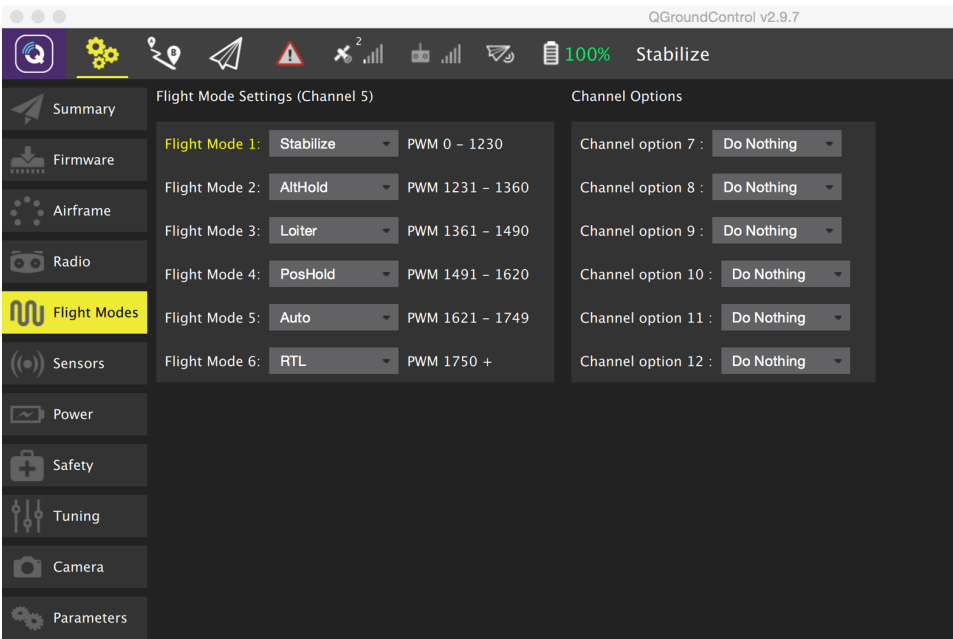 QGroundControl v2.9.7
2
100%
Stabilize
Summary
Firmware
Airframe
Radio
Flight Modes
Sensors
Power
Safety
Tuning
Camera
Parameters
Flight Mode Settings (Channel 5)
Flight Mode 1: Stabilize PWM 0 – 1230
Flight Mode 2: AltHold PWM 1231 – 1360
Flight Mode 3: Loiter PWM 1361 – 1490
Flight Mode 4: PosHold PWM 1491 – 1620
Flight Mode 5: Auto PWM 1621 – 1749
Flight Mode 6: RTL PWM 1750 +
Channel Options
Channel option 7 : Do Nothing
Channel option 8 : Do Nothing
Channel option 9 : Do Nothing
Channel option 10 : Do Nothing
Channel option 11 : Do Nothing
Channel option 12 : Do Nothing